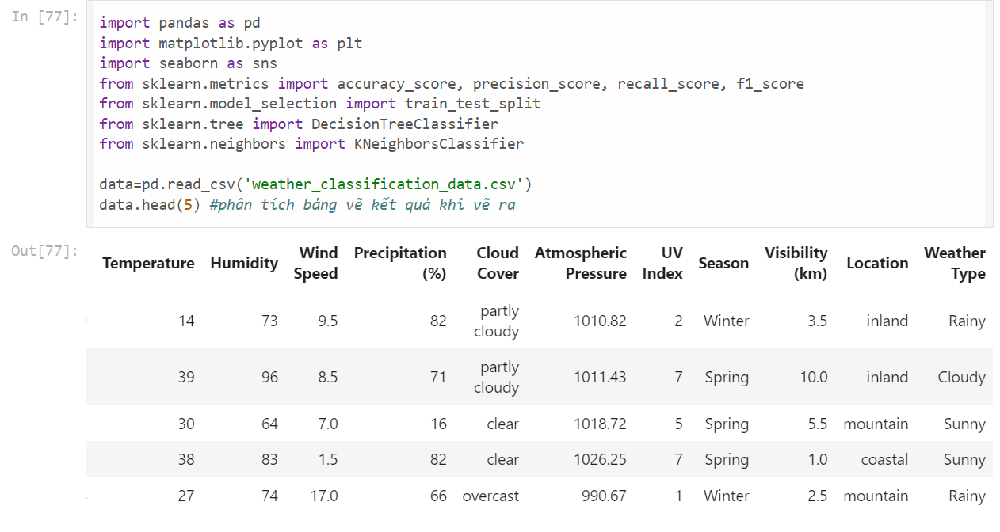 In [77]:
import pandas as pd
import matplotlib.pyplot as plt
import seaborn as sns
from sklearn.metrics import accuracy_score, precision_score, recall_score, f1_score
from sklearn.model_selection import train_test_split
from sklearn.tree import DecisionTreeClassifier
from sklearn.neighbors import KNeighborsClassifier
data=pd.read_csv('weather_classification_data.csv')
data.head(5) #phân tích bảng vẽ kết quả khi vẽ ra
Out[77]:
Temperature Humidity Wind Speed Precipitation (%) Cloud Cover Atmospheric Pressure UV Index Season Visibility (km) Location Weather Type
14 73 9.5 82 partly cloudy 1010.82 2 Winter 3.5 inland Rainy
39 96 8.5 71 partly cloudy 1011.43 7 Spring 10.0 inland Cloudy
30 64 7.0 16 clear 1018.72 5 Spring 5.5 mountain Sunny
38 83 1.5 82 clear 1026.25 7 Spring 1.0 coastal Sunny
27 74 17.0 66 overcast 990.67 1 Winter 2.5 mountain Rainy